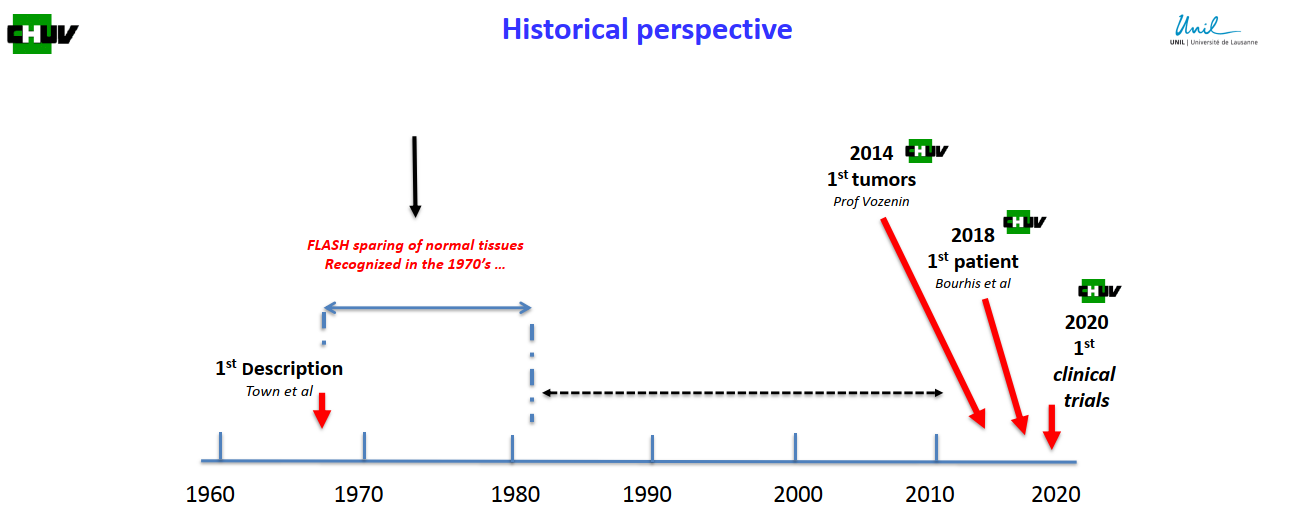 CHUV
Historical perspective
Unil
UNIL | Université de Lausanne
2014
CHUV
1st tumors
Prof Vozenin
CHUV
2018
1st patient
Bourhis et al
CHUV
2020
1st
clinical
trials
FLASH sparing of normal tissues
Recognized in the 1970’s …
1st Description
Town et al
1960 1970 1980 1990 2000 2010 2020